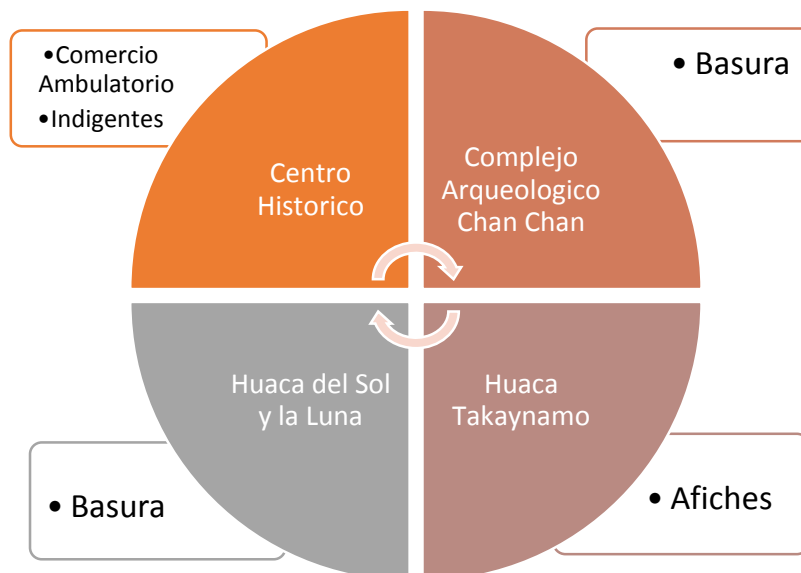 •Comercio
Ambulatorio
•Indigentes
• Basura
Centro
Historico
Complejo
Arqueologico
Chan Chan
Huaca del Sol
y la Luna
Huaca
Takaynamo
• Basura
• Afiches